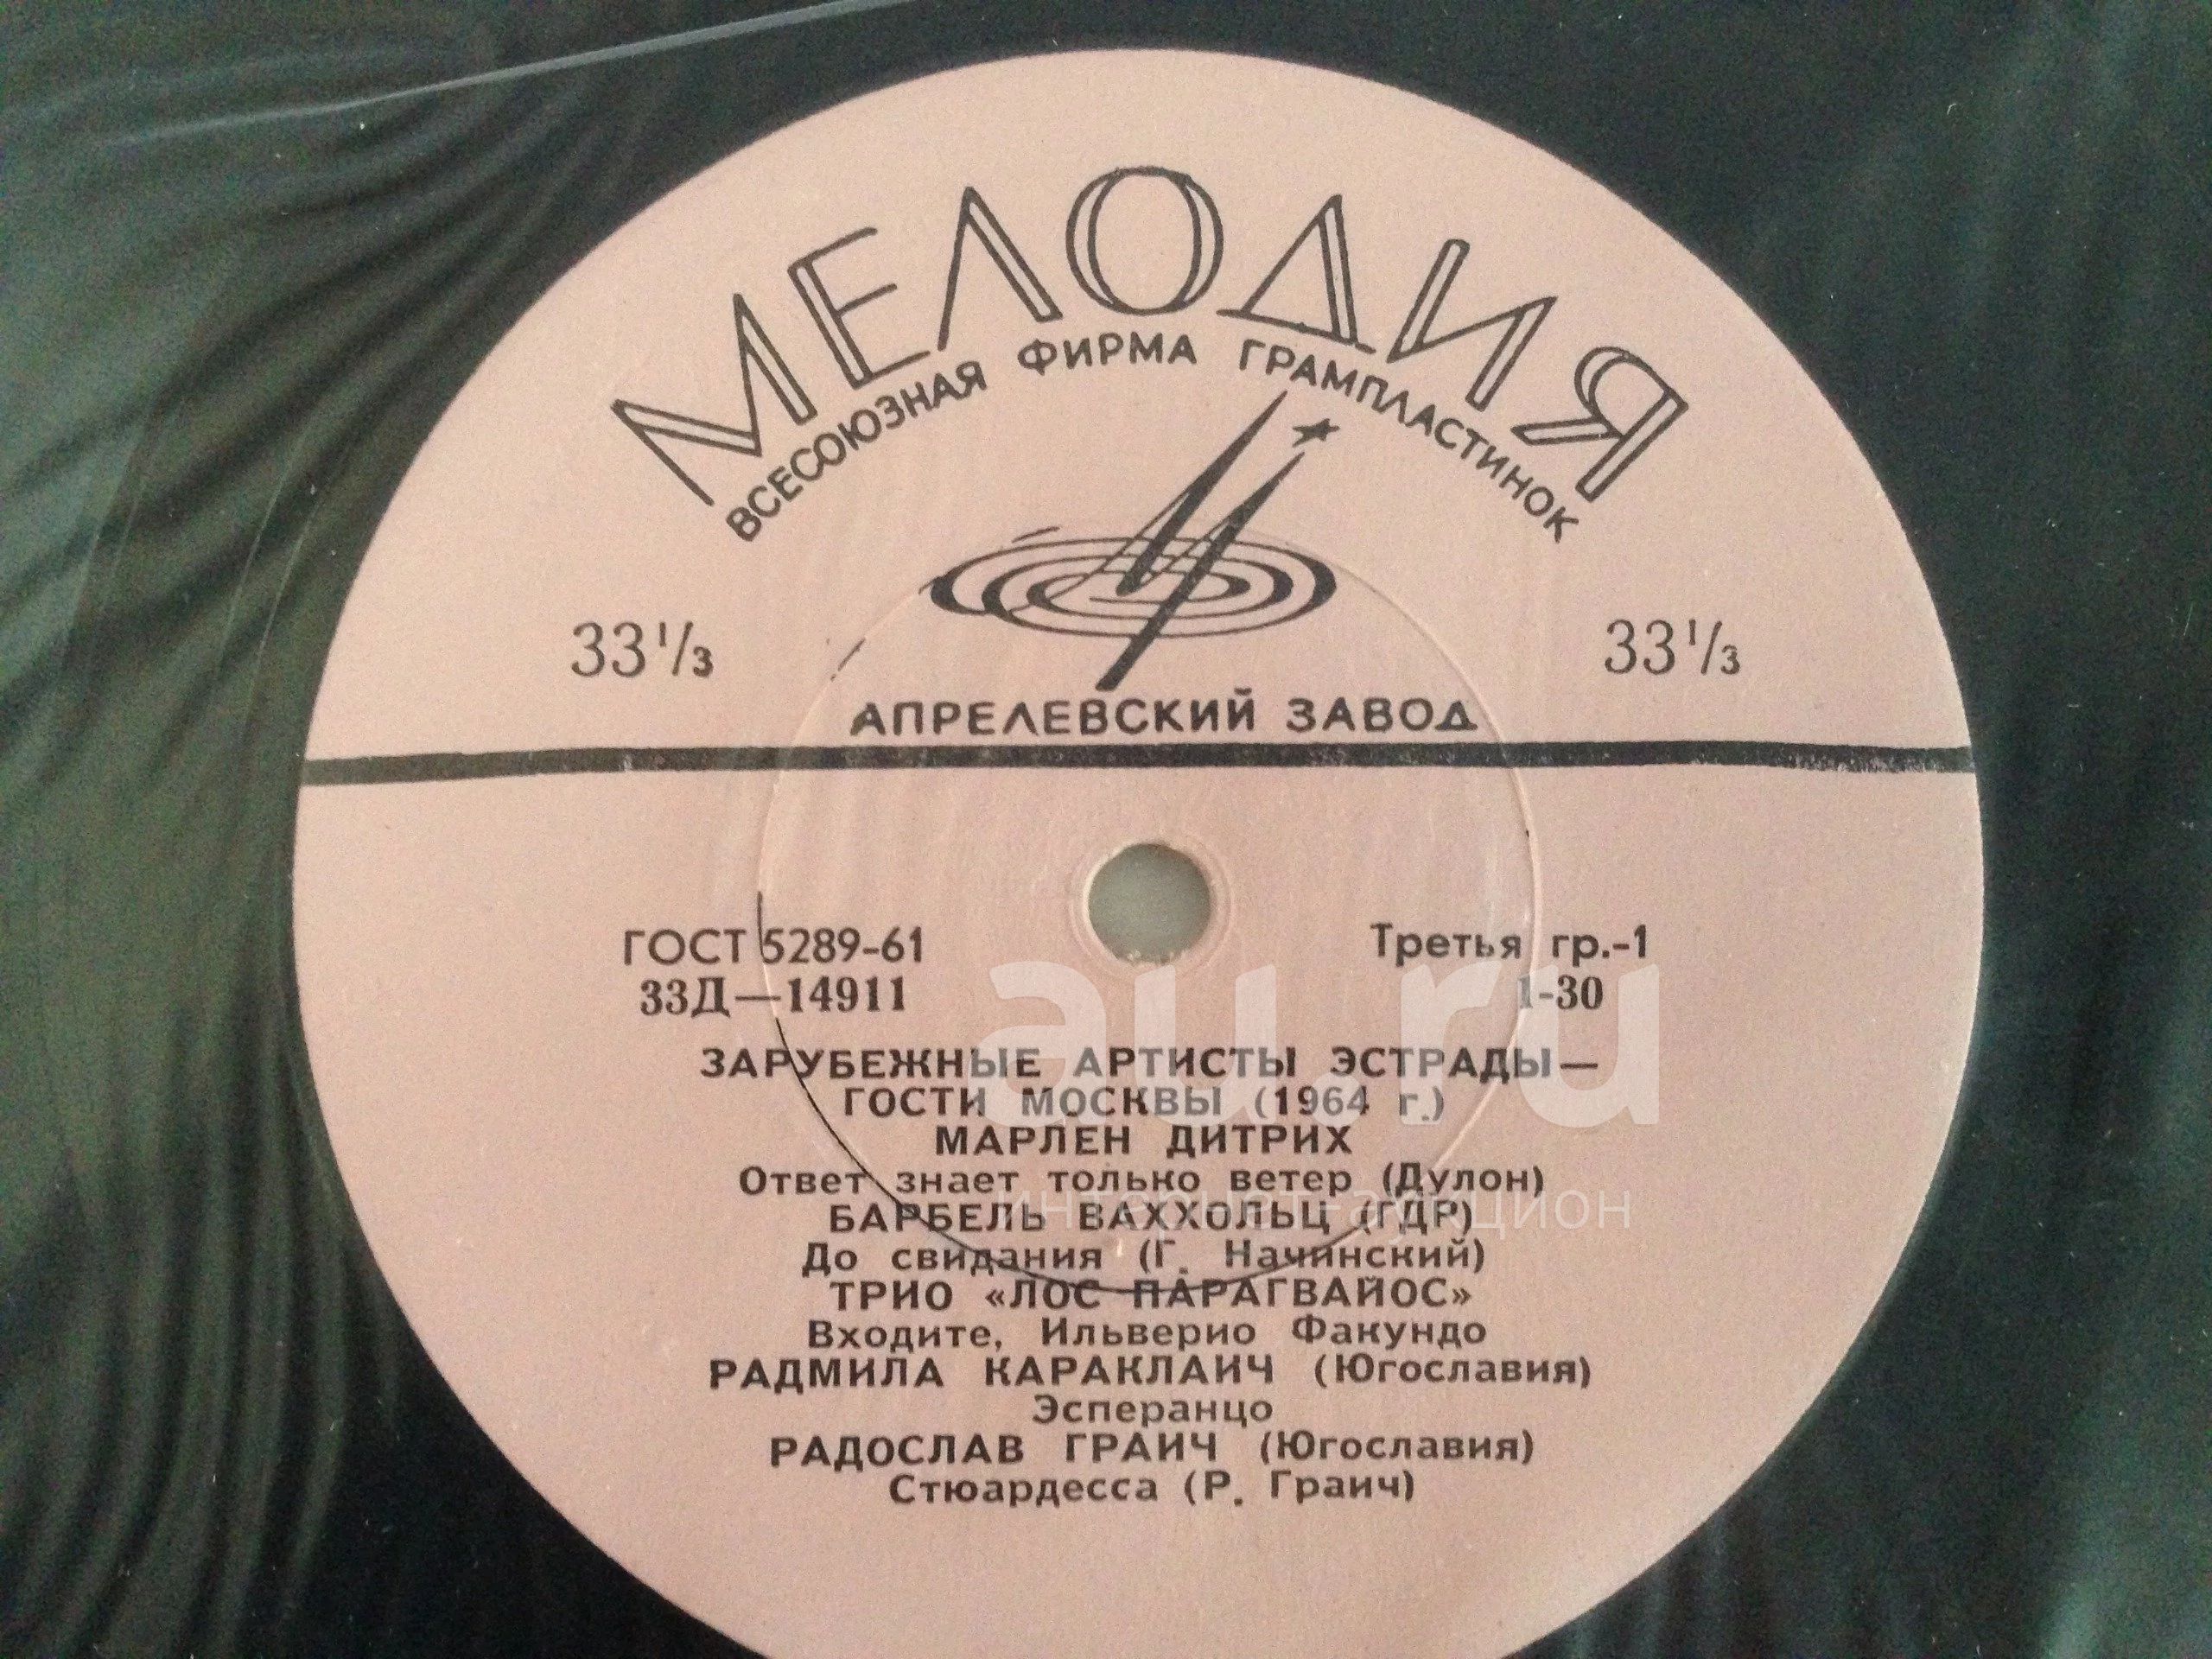 МЕЛОДИЯ
ВСЕСОЮЗНАЯ ФИРМА ГРАМПЛАСТИНОК
33⅓ 33⅓
АПРЕЛЕВСКИЙ ЗАВОД
ГОСТ 5289-61 Третья гр.-1
33Д—14911 1-30
ЗАРУБЕЖНЫЕ АРТИСТЫ ЭСТРАДЫ—
ГОСТИ МОСКВЫ (1964 г.)
МАРЛЕН ДИТРИХ
Ответ знает только ветер (Дулон)
БАРБЕЛЬ ВАХХОЛЬЦ (ГДР)
До свидания (Г. Начинский)
ТРИО «ЛОС ПАРАГВАЙОС»
Входите, Ильверио Факундо
РАДМИЛА КАРАКЛАИЧ (Югославия)
Эсперанцо
РАДОСЛАВ ГРАИЧ (Югославия)
Стюардесса (Р. Граич)
au.ru
интернет-аукцион